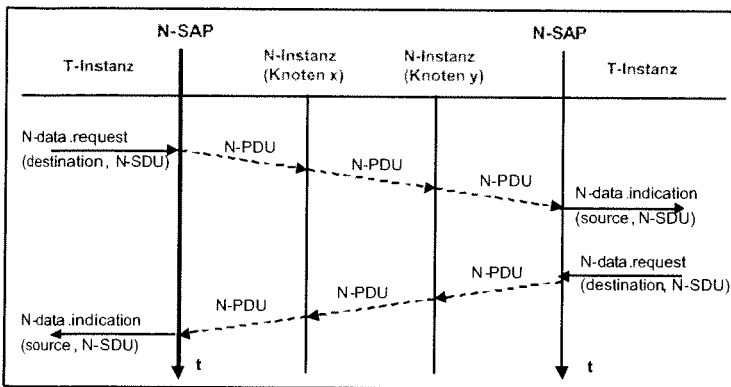 N-SAP
N-SAP
T-Instanz
N-Instanz
(Knoten x)
N-Instanz
(Knoten y)
T-Instanz
N-data.request
(destination, N-SDU)
N-PDU
N-PDU
N-PDU
N-data.indication
(source, N-SDU)
N-data.request
(destination, N-SDU)
N-PDU
N-PDU
N-PDU
N-data.indication
(source, N-SDU)
t
t